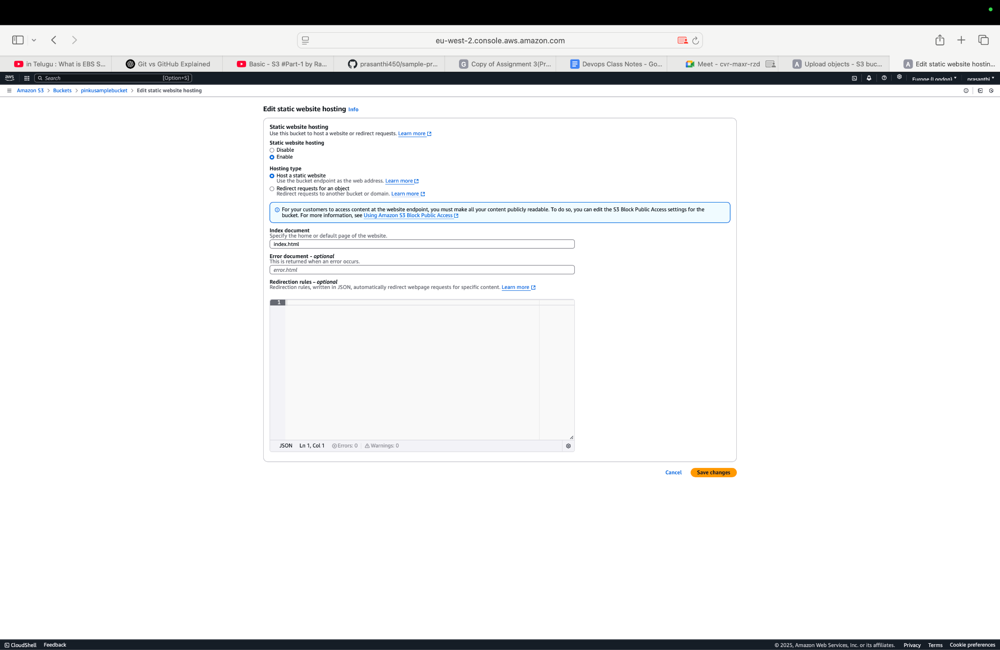 eu-west-2.console.aws.amazon.com
in Telugu : What is EBS S...
Git vs GitHub Explained
Basic - S3 #Part-1 by Ra...
prasanthi450/sample-pr...
G Copy of Assignment 3(Pr...
Devops Class Notes - Go...
Meet - cvr-maxr-rzd
A Upload objects - S3 buc...
A Edit static website hostin...
aws
Search [Option+S]
Europe (London)
prasanthi
Amazon S3 > Buckets > pinkusamplebucket > Edit static website hosting
Edit static website hosting Info
Static website hosting
Use this bucket to host a website or redirect requests. Learn more
Static website hosting
Disable
Enable
Hosting type
Host a static website
Use the bucket endpoint as the web address. Learn more
Redirect requests for an object
Redirect requests to another bucket or domain. Learn more
For your customers to access content at the website endpoint, you must make all your content publicly readable. To do so, you can edit the S3 Block Public Access settings for the
bucket. For more information, see Using Amazon S3 Block Public Access
Index document
Specify the home or default page of the website.
index.html
Error document - optional
This is returned when an error occurs.
error.html
Redirection rules – optional
Redirection rules, written in JSON, automatically redirect webpage requests for specific content. Learn more
1
JSON Ln 1, Col 1 Errors: 0 Warnings: 0
Cancel Save changes
CloudShell Feedback
© 2025, Amazon Web Services, Inc. or its affiliates. Privacy Terms Cookie preferences